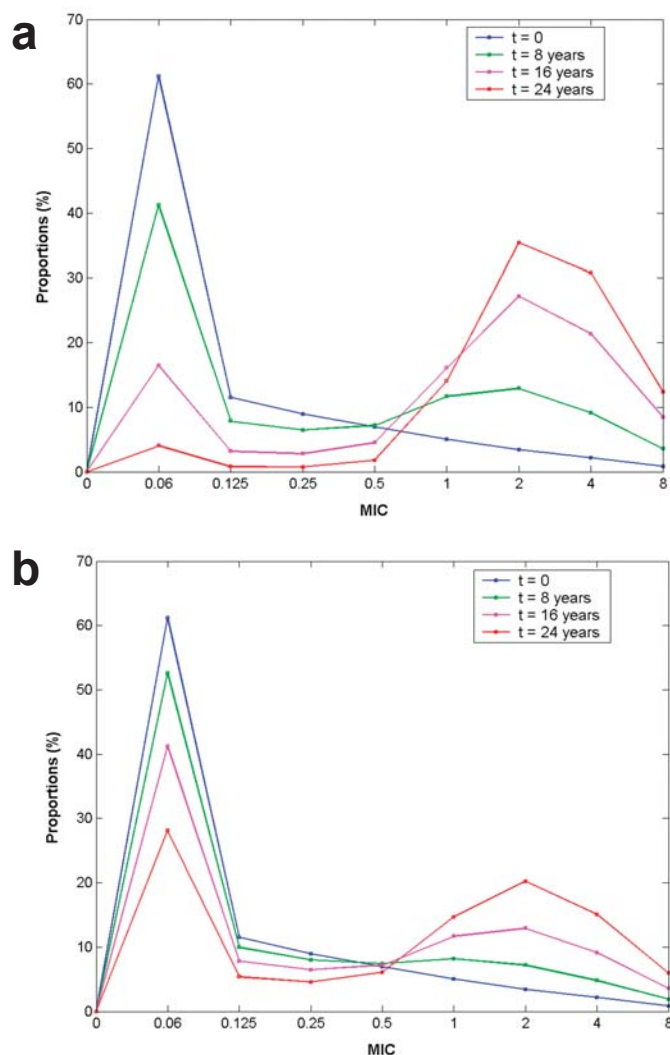 a
70
60
50
40
30
20
10
0
Proportions (%)
t = 0
t = 8 years
t = 16 years
t = 24 years
0 0.06 0.125 0.25 0.5 1 2 4 8
MIC
b
70
60
50
40
30
20
10
0
Proportions (%)
t = 0
t = 8 years
t = 16 years
t = 24 years
0 0.06 0.125 0.25 0.5 1 2 4 8
MIC